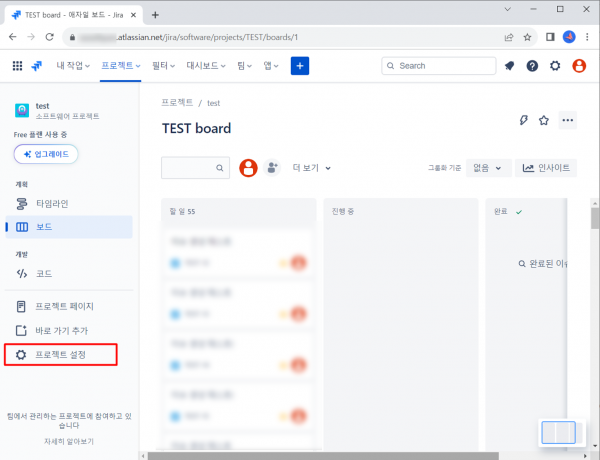 TEST board - 애자일 보드 - Jira
.atlassian.net/jira/software/projects/TEST/boards/1
내 작업 프로젝트 필터 대시보드 팀 앱 Search
test
소프트웨어 프로젝트
Free 플랜 사용 중
업그레이드
계획
타임라인
보드
개발
코드
프로젝트 페이지
바로 가기 추가
프로젝트 설정
팀에서 관리하는 프로젝트에 참여하고 있
습니다
자세히 알아보기
프로젝트 / test
TEST board
더 보기 그룹화 기준 없음 인사이트
할 일 55 진행 중 완료
완료된 이슈